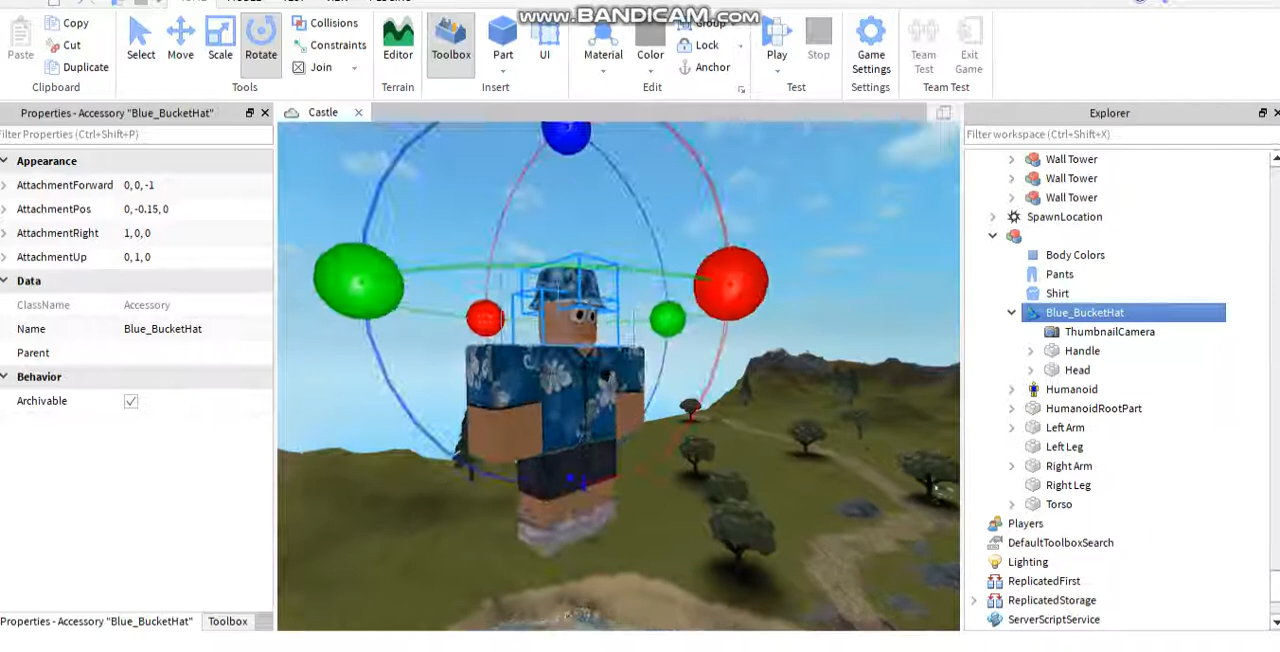 www.BANDICAM.com
Paste
Copy
Cut
Duplicate
Clipboard
Select
Move
Scale
Rotate
Collisions
Constraints
Join
Tools
Editor
Terrain
Toolbox
Part
UI
Insert
Material
Color
Group
Lock
Anchor
Edit
Play
Stop
Test
Game
Settings
Settings
Team
Test
Exit
Game
Team Test
Properties - Accessory "Blue_BucketHat"
Filter Properties (Ctrl+Shift+P)
Appearance
AttachmentForward 0, 0, -1
AttachmentPos 0, -0.15, 0
AttachmentRight 1, 0, 0
AttachmentUp 0, 1, 0
Data
ClassName Accessory
Name Blue_BucketHat
Parent
Behavior
Archivable
Properties - Accessory "Blue_BucketHat"
Toolbox
Castle
Explorer
Filter workspace (Ctrl+Shift+X)
Wall Tower
Wall Tower
Wall Tower
SpawnLocation
Body Colors
Pants
Shirt
Blue_BucketHat
ThumbnailCamera
Handle
Head
Humanoid
HumanoidRootPart
Left Arm
Left Leg
Right Arm
Right Leg
Torso
Players
DefaultToolboxSearch
Lighting
ReplicatedFirst
ReplicatedStorage
ServerScriptService